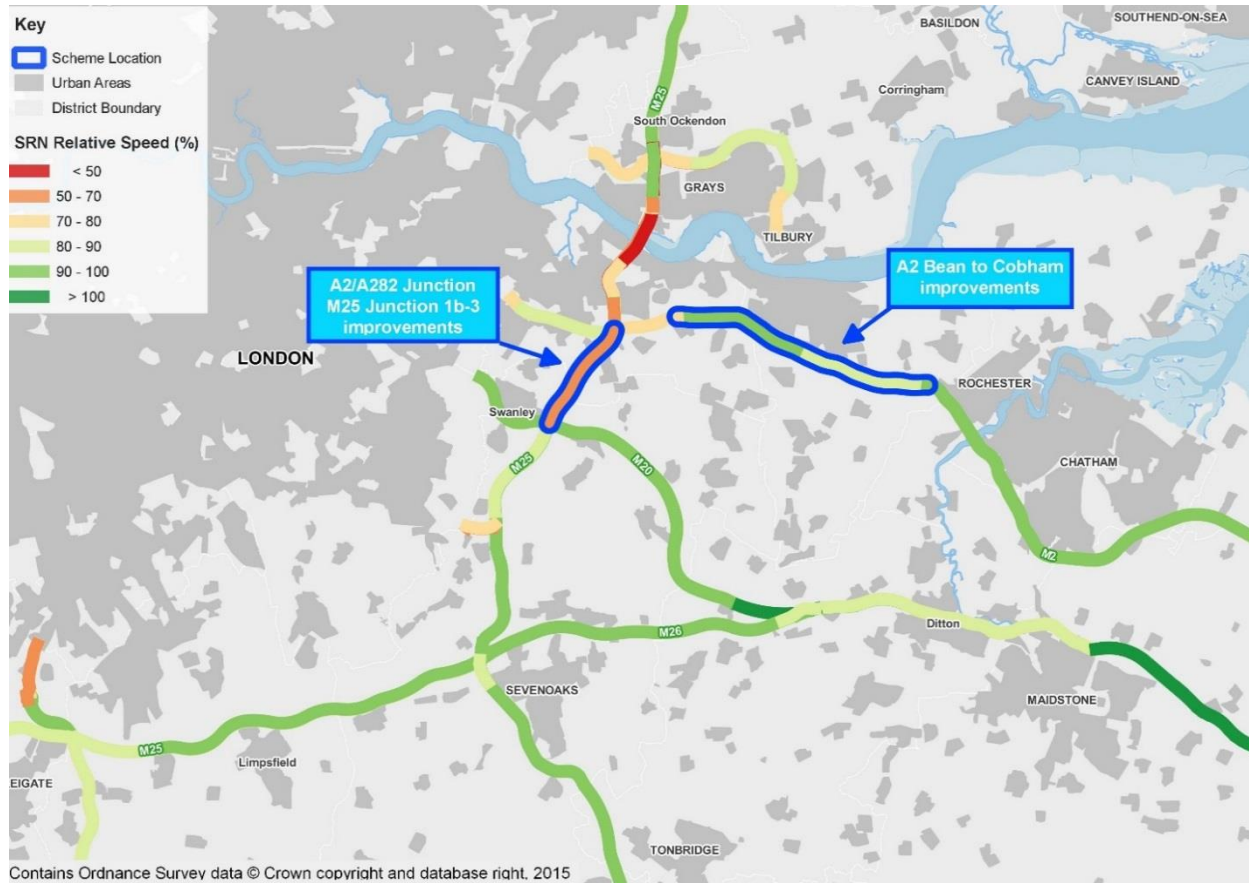 Key
Scheme Location
Urban Areas
District Boundary
SRN Relative Speed (%)
< 50
50 - 70
70 - 80
80 - 90
90 - 100
> 100
BASILDON
SOUTHEND-ON-SEA
CANVEY ISLAND
Corringham
M25
South Ockendon
GRAYS
TILBURY
A2/A282 Junction
M25 Junction 1b-3
improvements
A2 Bean to Cobham
improvements
LONDON
ROCHESTER
Swanley
M25
M20
CHATHAM
M2
M26
Ditton
SEVENOAKS
MAIDSTONE
M25
Limpsfield
EIGATE
TONBRIDGE
Contains Ordnance Survey data © Crown copyright and database right, 2015